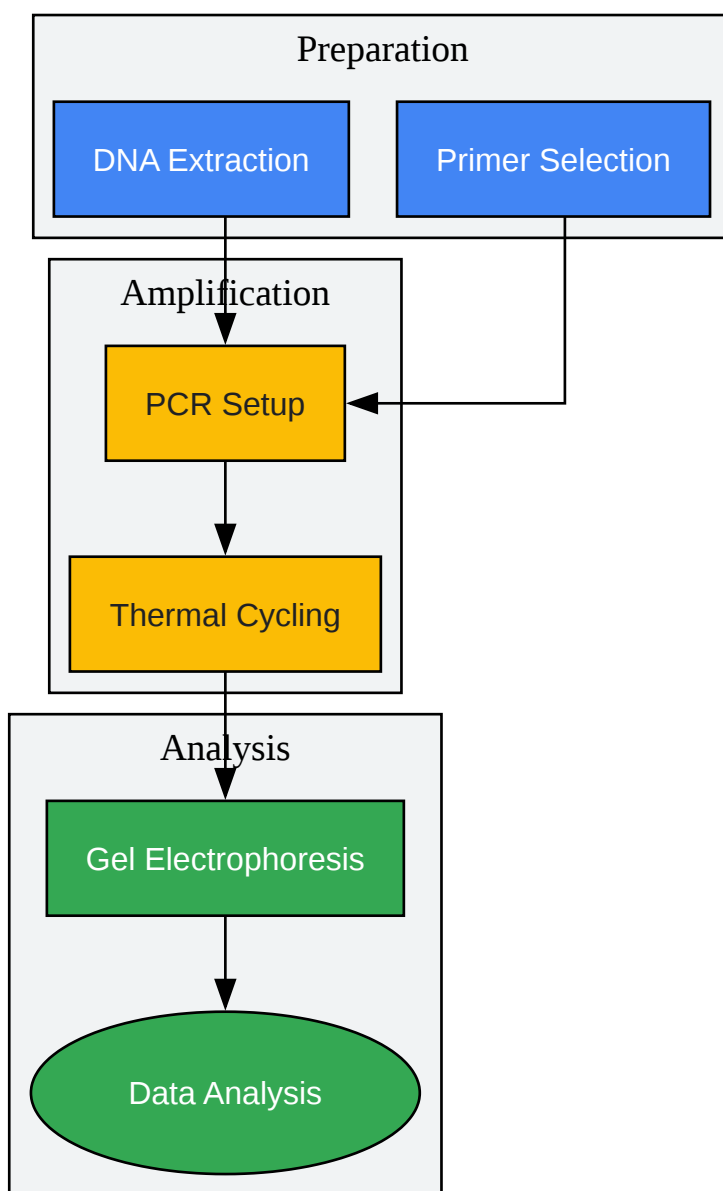 Preparation
DNA Extraction
Primer Selection
Amplification
PCR Setup
Thermal Cycling
Analysis
Gel Electrophoresis
Data Analysis